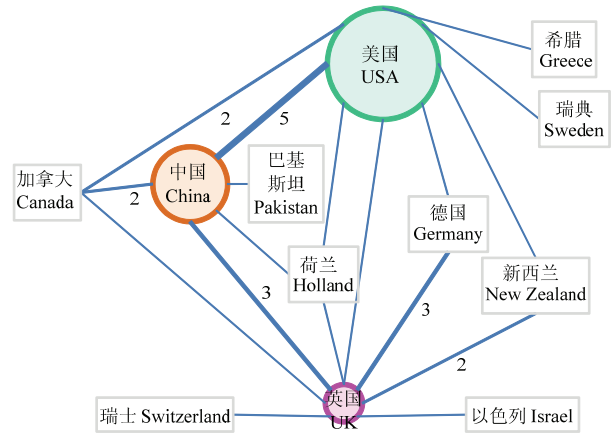 美国
USA
希腊
Greece
瑞典
Sweden
2
5
加拿大
Canada
2
中国
China
巴基
斯坦
Pakistan
德国
Germany
荷兰
Holland
新西兰
New Zealand
3
3
2
瑞士 Switzerland
英国
UK
以色列 Israel